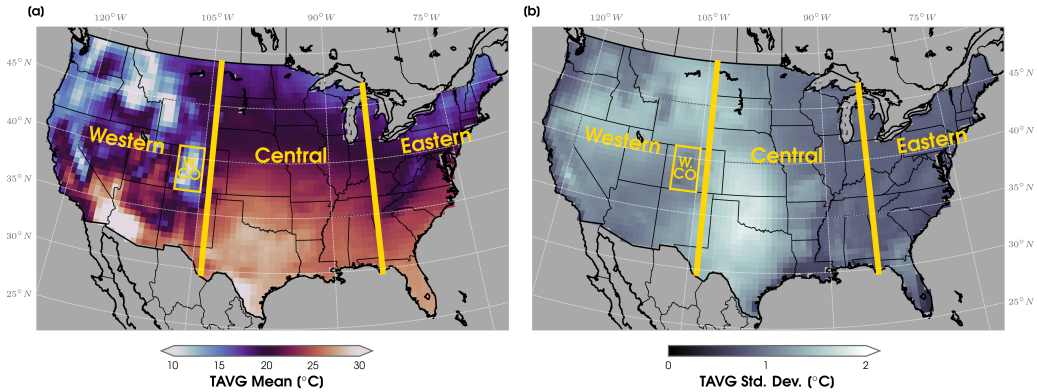 (a)
120° W
105° W
90° W
75° W
45° N
40° N
35° N
30° N
25° N
Western
W
CO
Central
Eastern
10 15 20 25 30
TAVG Mean (°C)
(b)
120° W
105° W
90° W
75° W
45° N
40° N
35° N
30° N
25° N
Western
W
CO
Central
Eastern
0 1 2
TAVG Std. Dev. (°C)